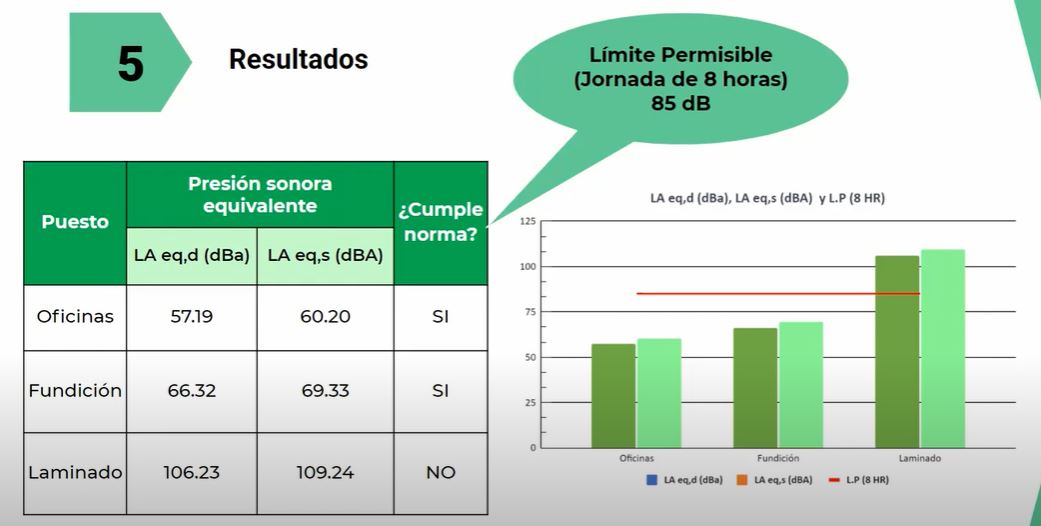 5
Resultados
Límite Permisible
(Jornada de 8 horas)
85 dB
Puesto
Presión sonora
equivalente
¿Cumple
norma?
LA eq,d (dBa)
LA eq,s (dBA)
Oficinas 57.19 60.20 SI
Fundición 66.32 69.33 SI
Laminado 106.23 109.24 NO
LA eq,d (dBa), LA eq,s (dBA) y L.P (8 HR)
125
100
75
50
25
0
Oficinas Fundición Laminado
LA eq,d (dBa) LA eq,s (dBA) L.P (8 HR)